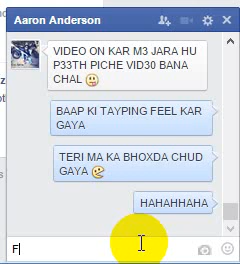 Aaron Anderson
VIDEO ON KAR M3 JARA HU
P33TH PICHE VID30 BANA
CHAL
BAAP KI TAYPING FEEL KAR
GAYA
TERI MA KA BHOXDA CHUD
GAYA
HAHAHHAHA
F